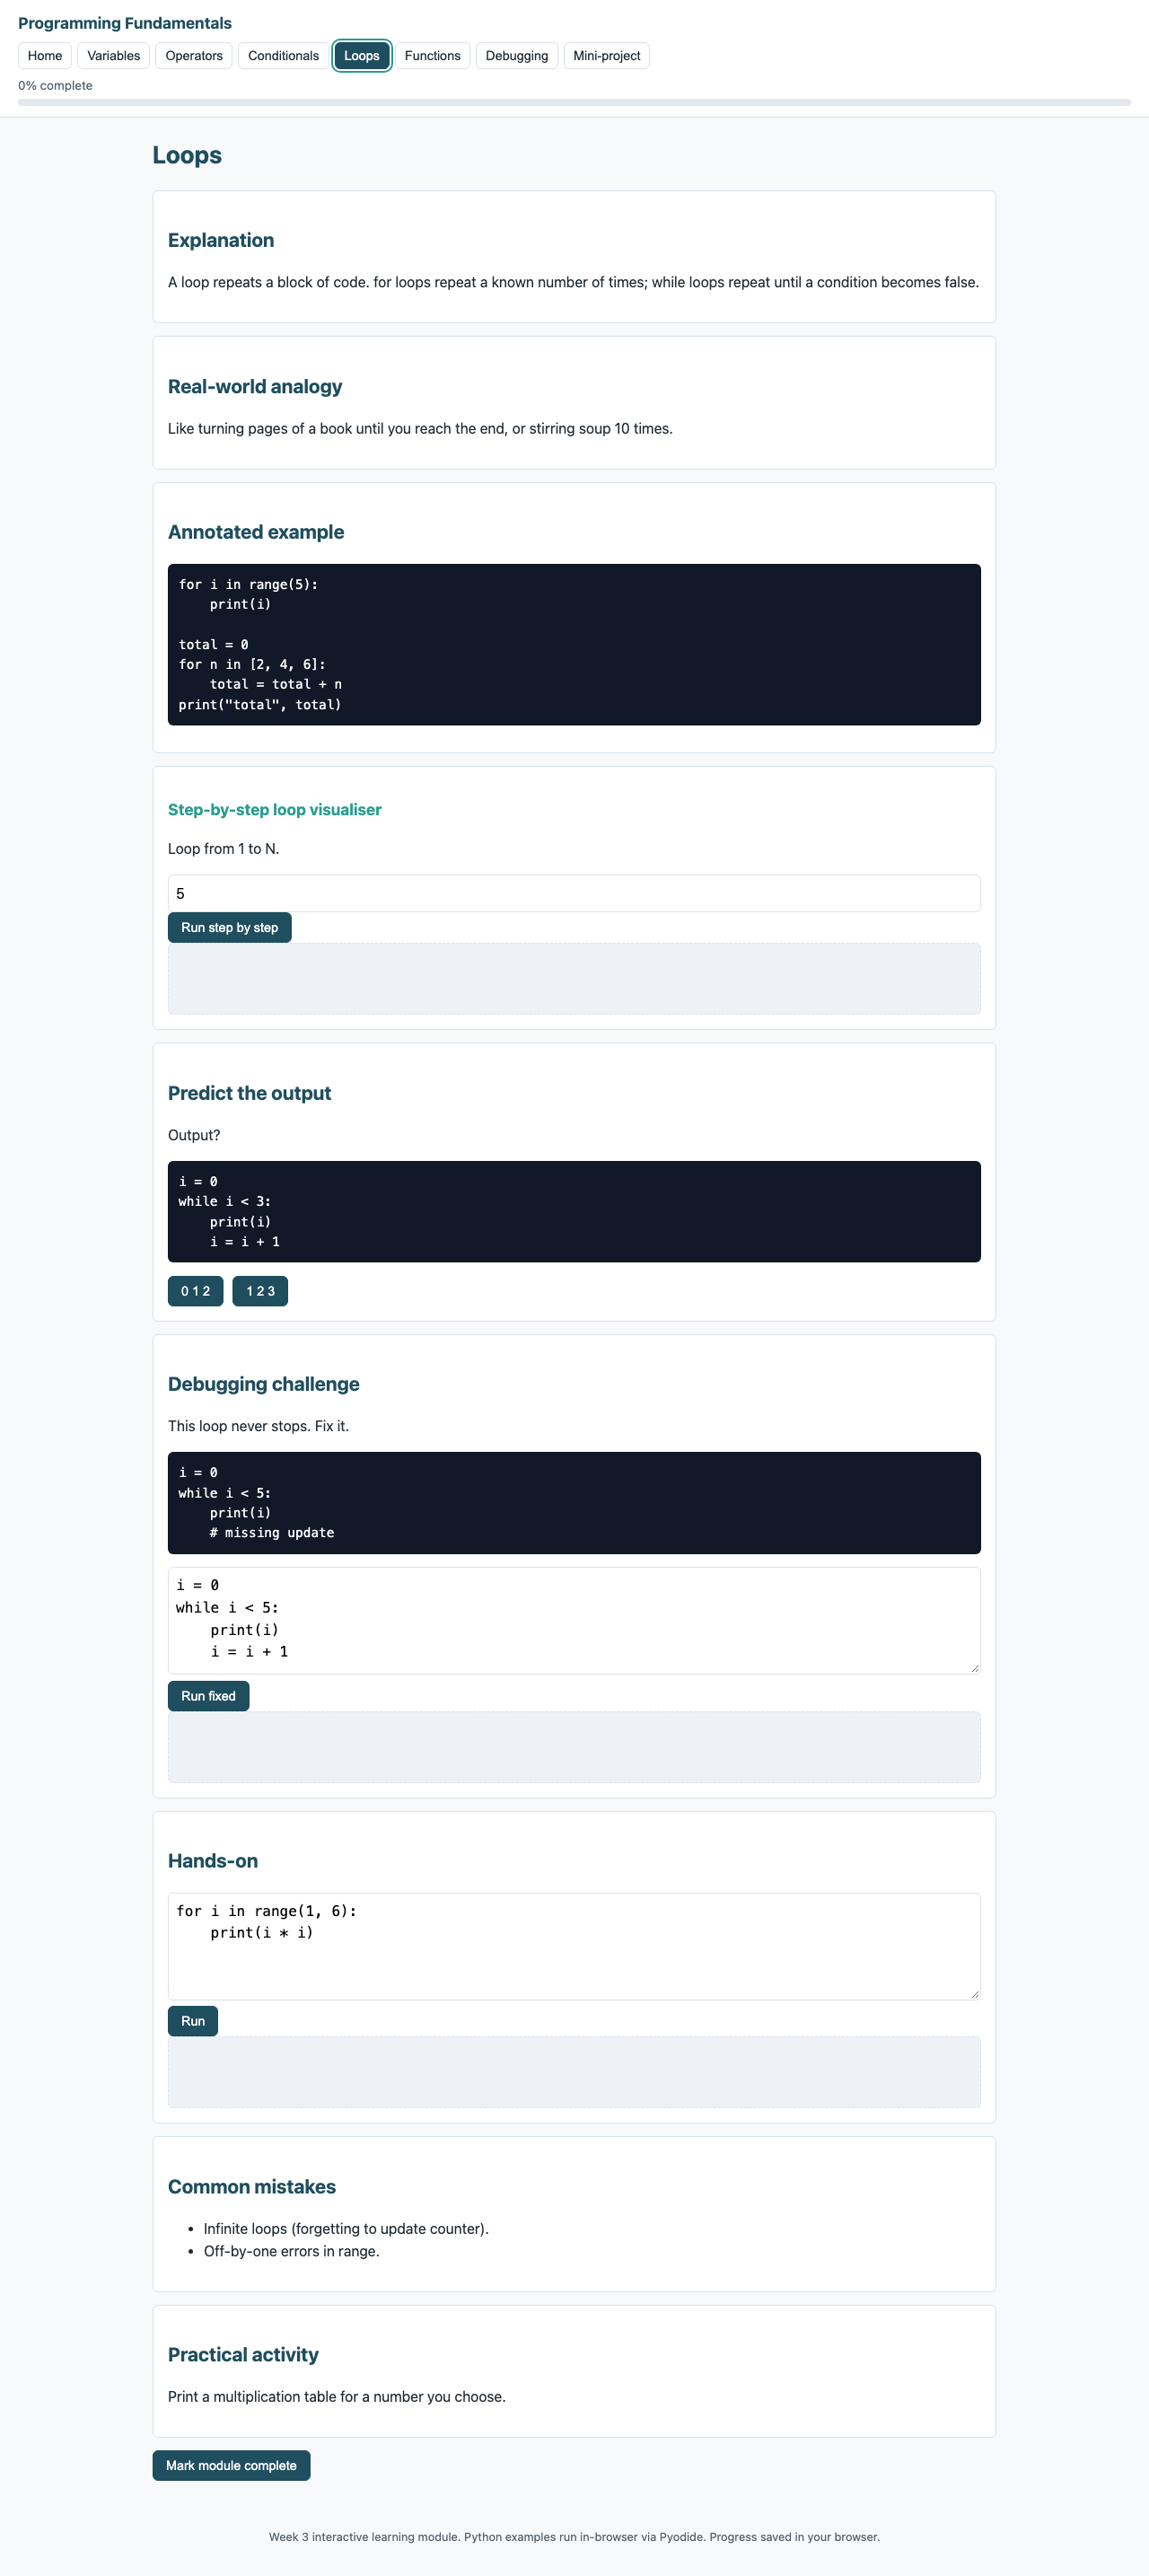 Programming Fundamentals
Home Variables Operators Conditionals Loops Functions Debugging Mini-project
0% complete
Loops
Explanation
A loop repeats a block of code. for loops repeat a known number of times; while loops repeat until a condition becomes false.
Real-world analogy
Like turning pages of a book until you reach the end, or stirring soup 10 times.
Annotated example
for i in range(5):
    print(i)
total = 0
for n in [2, 4, 6]:
    total = total + n
print("total", total)
Step-by-step loop visualiser
Loop from 1 to N.
5
Run step by step
Predict the output
Output?
i = 0
while i < 3:
    print(i)
    i = i + 1
0 1 2 1 2 3
Debugging challenge
This loop never stops. Fix it.
i = 0
while i < 5:
    print(i)
    # missing update
i = 0
while i < 5:
    print(i)
    i = i + 1
Run fixed
Hands-on
for i in range(1, 6):
    print(i * i)
Run
Common mistakes
• Infinite loops (forgetting to update counter).
• Off-by-one errors in range.
Practical activity
Print a multiplication table for a number you choose.
Mark module complete
Week 3 interactive learning module. Python examples run in-browser via Pyodide. Progress saved in your browser.